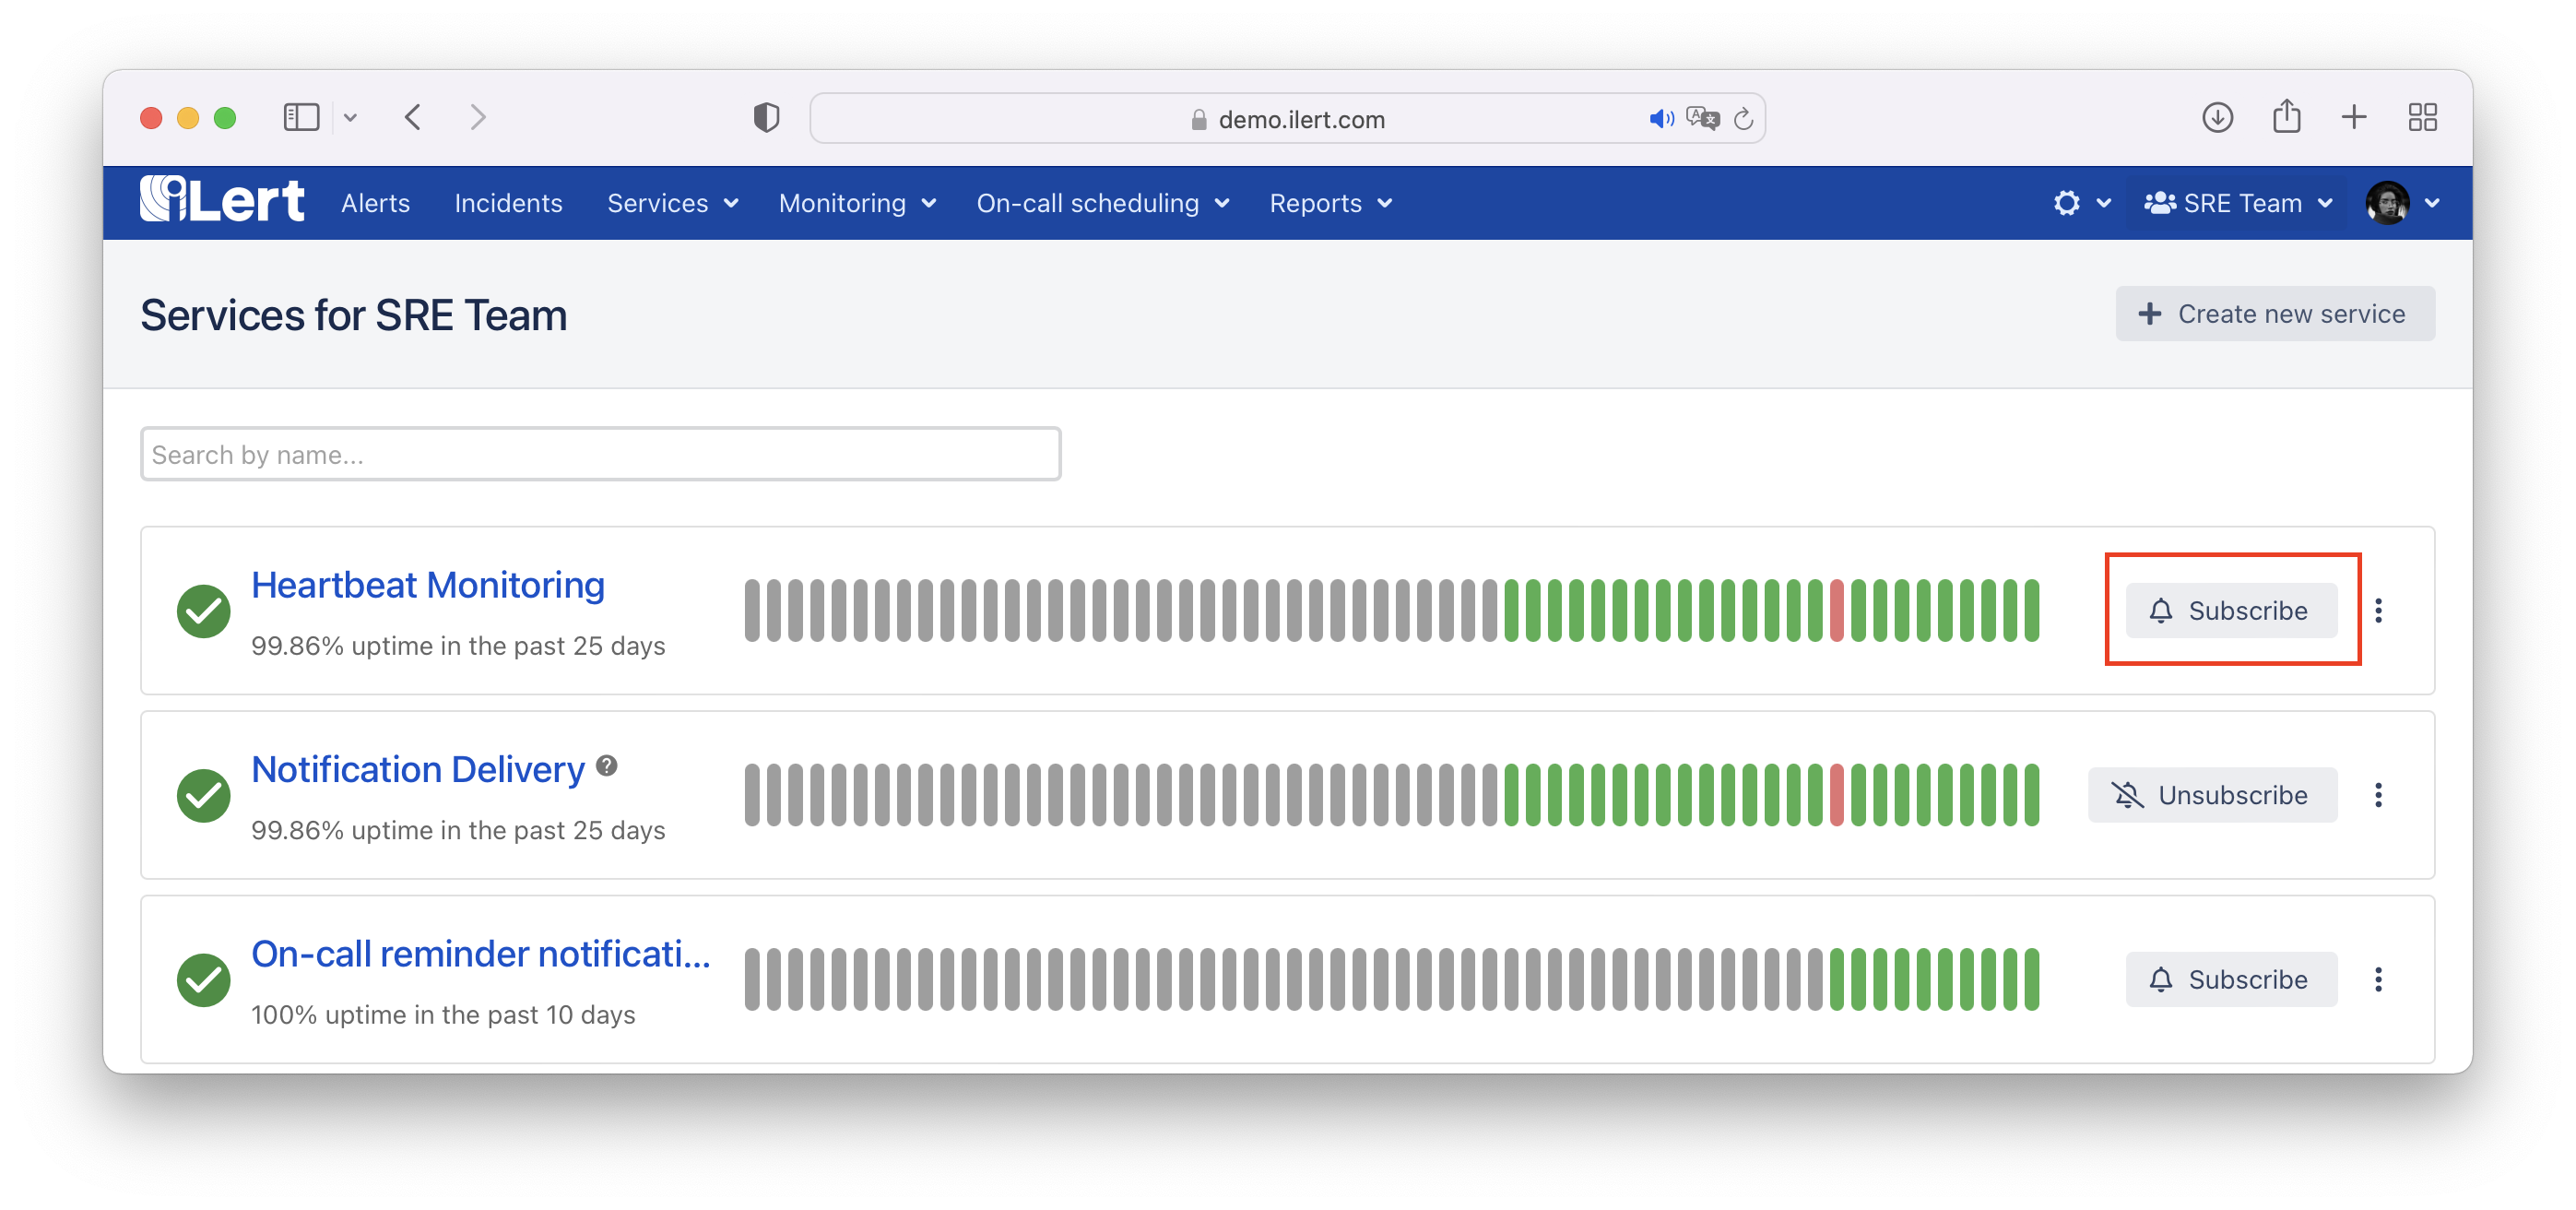 demo.ilert.com
iLert Alerts Incidents Services Monitoring On-call scheduling Reports SRE Team
Services for SRE Team
Create new service
Search by name...
Heartbeat Monitoring
99.86% uptime in the past 25 days
Subscribe
Notification Delivery
99.86% uptime in the past 25 days
Unsubscribe
On-call reminder notificati...
100% uptime in the past 10 days
Subscribe